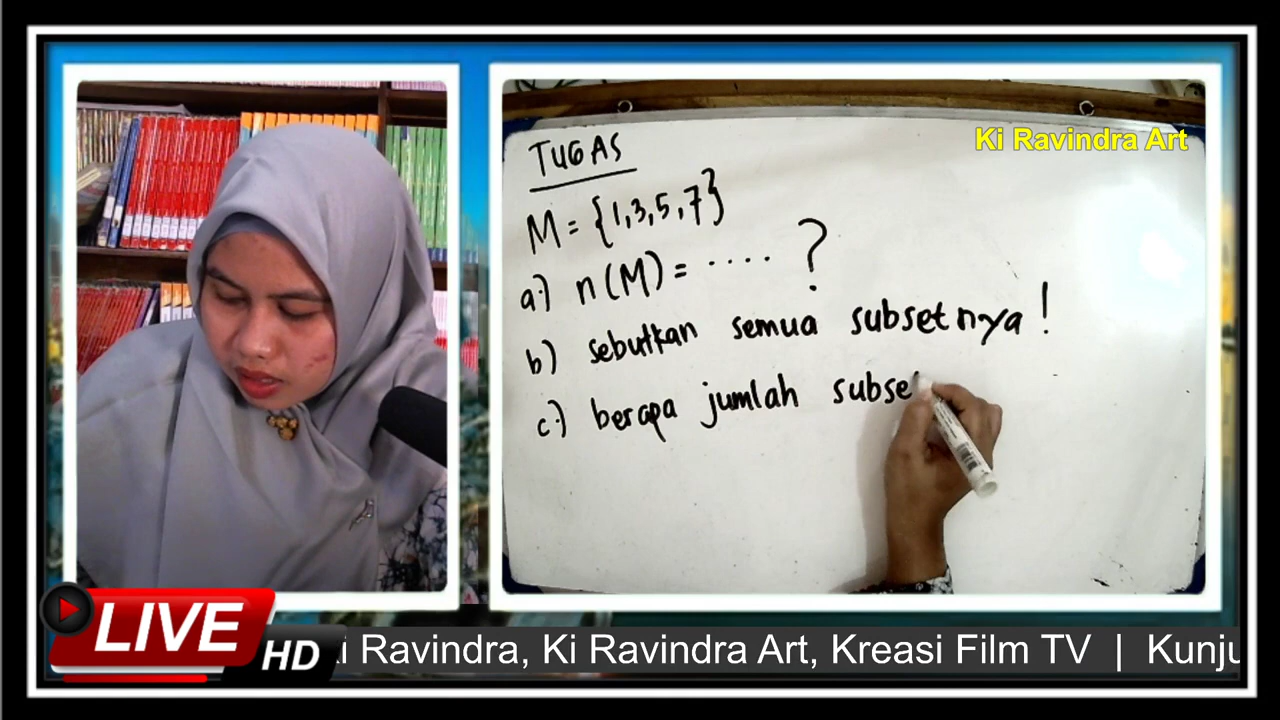 Ki Ravindra Art
TUGAS
M = {1,3,5,7}
a.) n(M) = .... ?
b) sebutkan semua subsetnya !
c.) berapa jumlah subset
LIVE
HD
Ravindra, Ki Ravindra Art, Kreasi Film TV | Kunju